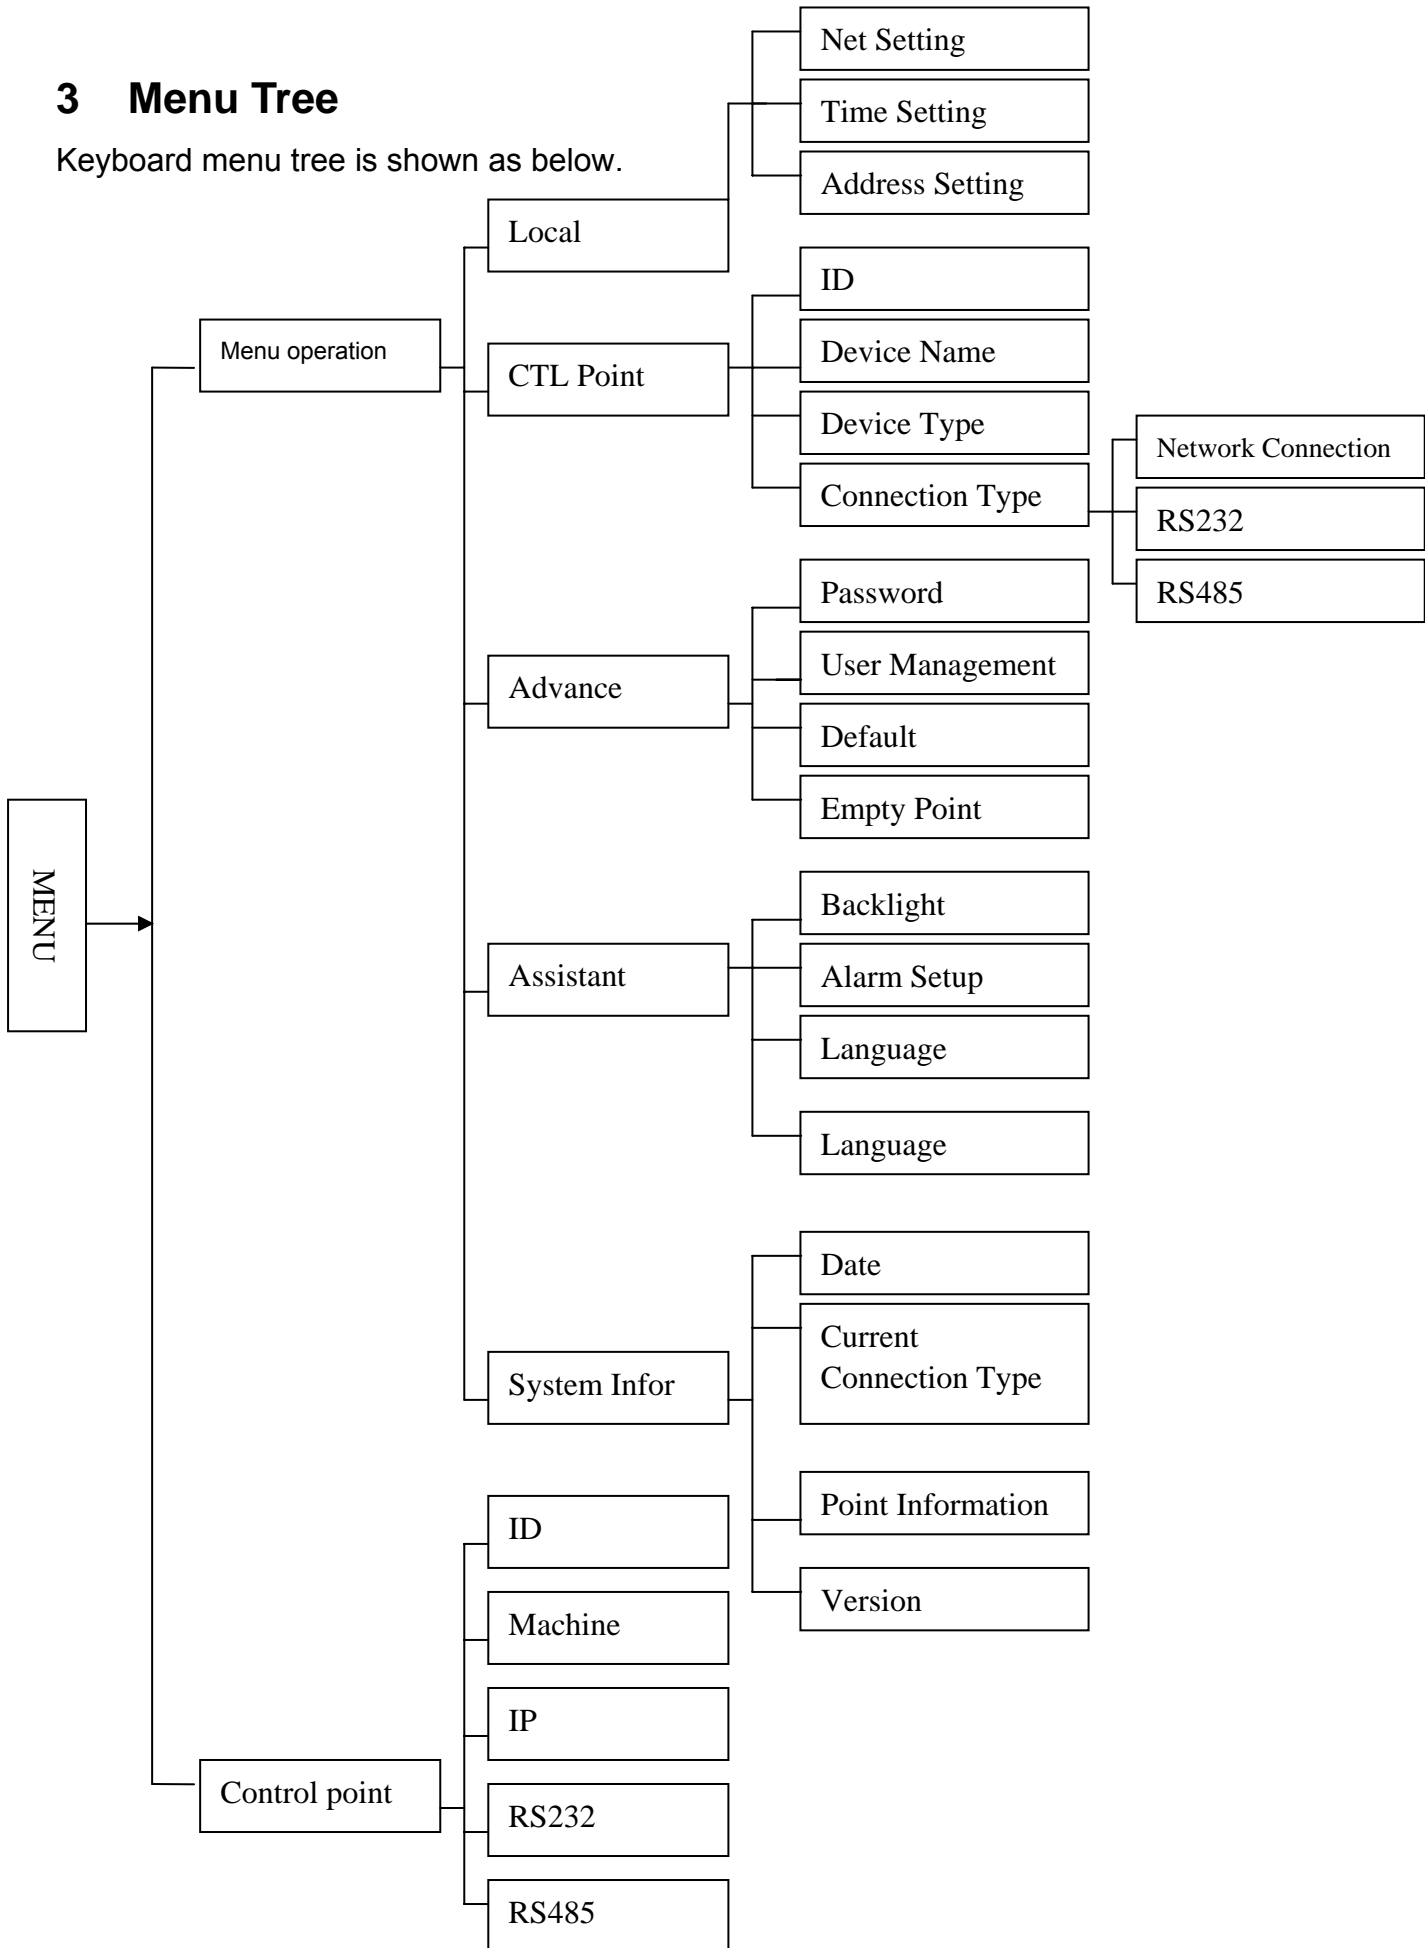 Net Setting
3 Menu Tree
Time Setting
Keyboard menu tree is shown as below.
Address Setting
Local
ID
Menu operation
Device Name
CTL Point
Device Type
Network Connection
Connection Type
RS232
Password
RS485
User Management
Advance
Default
Empty Point
MENU
Backlight
Assistant
Alarm Setup
Language
Language
Date
Current
Connection Type
System Infor
Point Information
ID
Version
Machine
IP
Control point
RS232
RS485